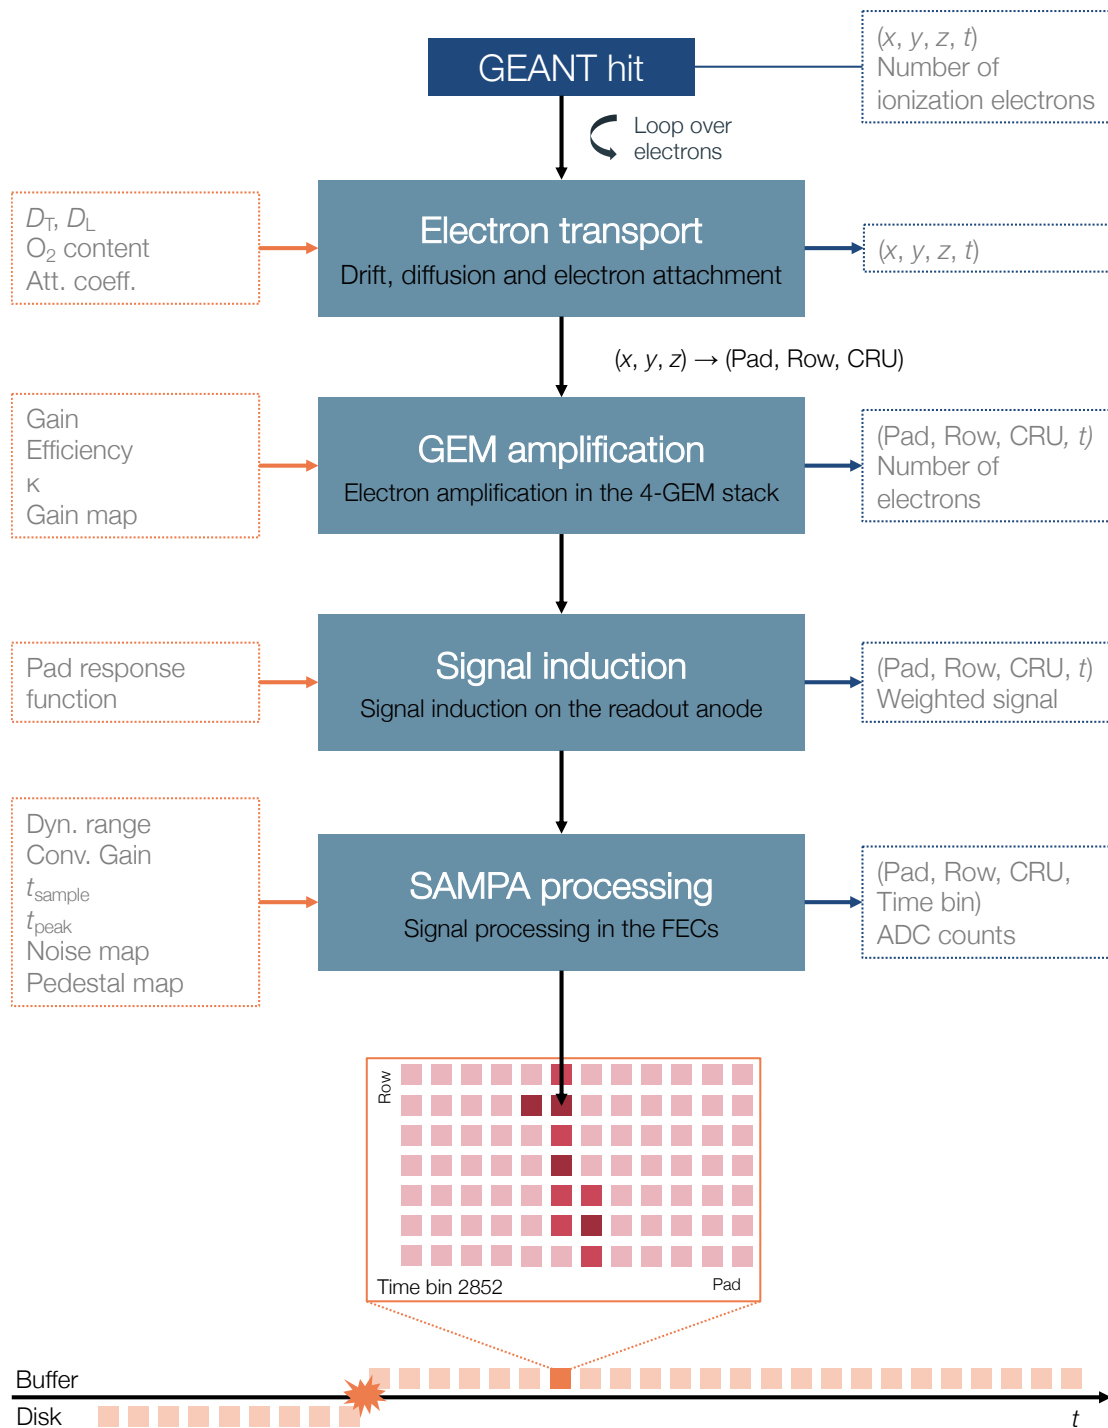 GEANT hit
(x, y, z, t)
Number of
ionization electrons
Loop over
electrons
D_T, D_L
O₂ content
Att. coeff.
Electron transport
Drift, diffusion and electron attachment
(x, y, z, t)
(x, y, z) → (Pad, Row, CRU)
Gain
Efficiency
κ
Gain map
GEM amplification
Electron amplification in the 4-GEM stack
(Pad, Row, CRU, t)
Number of
electrons
Pad response
function
Signal induction
Signal induction on the readout anode
(Pad, Row, CRU, t)
Weighted signal
Dyn. range
Conv. Gain
t_sample
t_peak
Noise map
Pedestal map
SAMPA processing
Signal processing in the FECs
(Pad, Row, CRU,
Time bin)
ADC counts
Row
Time bin 2852
Pad
Buffer
Disk
t